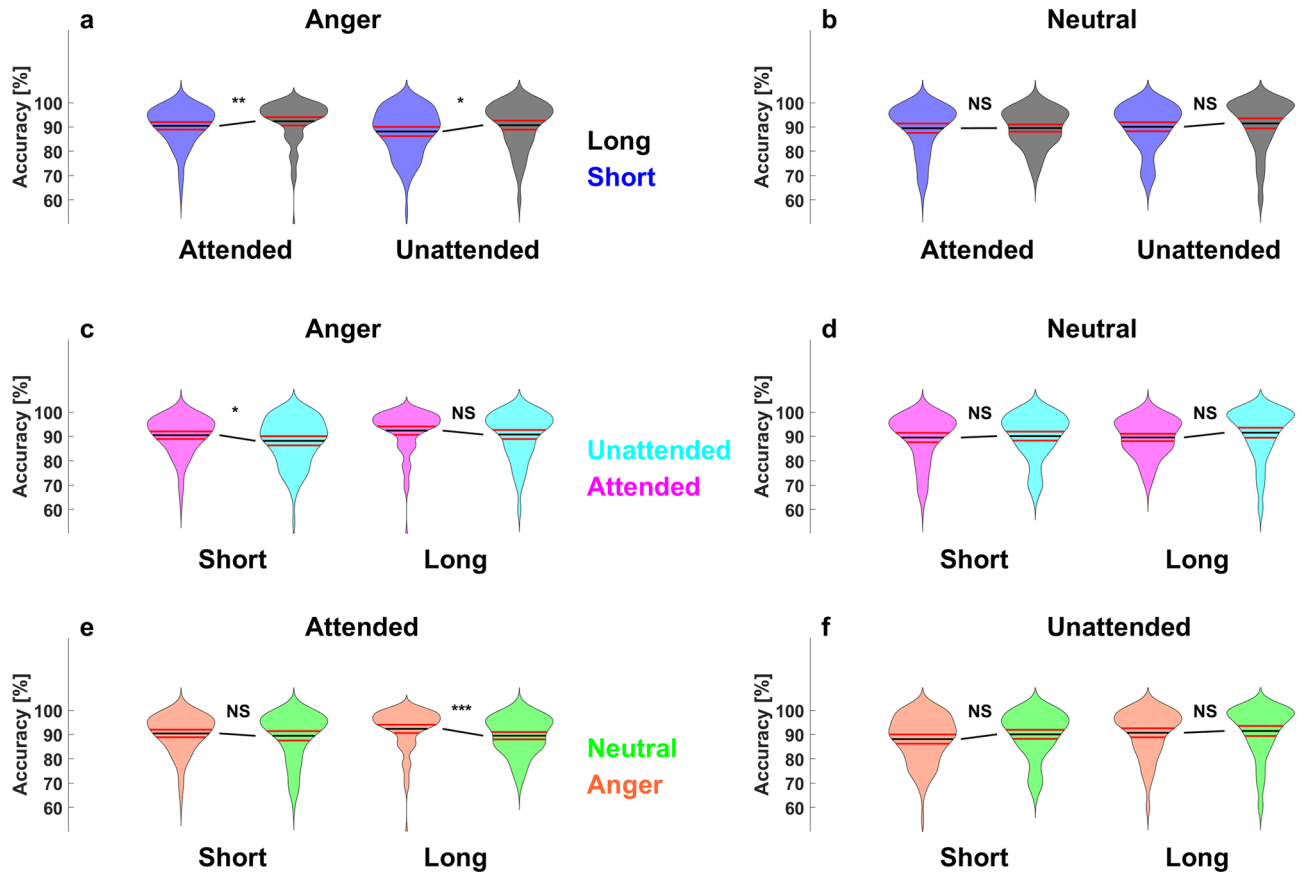 a Anger
Accuracy [%]
100
90
80
70
60
** *
Long
Short
Attended Unattended
b Neutral
Accuracy [%]
100
90
80
70
60
NS NS
Attended Unattended
c Anger
Accuracy [%]
100
90
80
70
60
* NS
Unattended
Attended
Short Long
d Neutral
Accuracy [%]
100
90
80
70
60
NS NS
Short Long
e Attended
Accuracy [%]
100
90
80
70
60
NS ***
Neutral
Anger
Short Long
f Unattended
Accuracy [%]
100
90
80
70
60
NS NS
Short Long